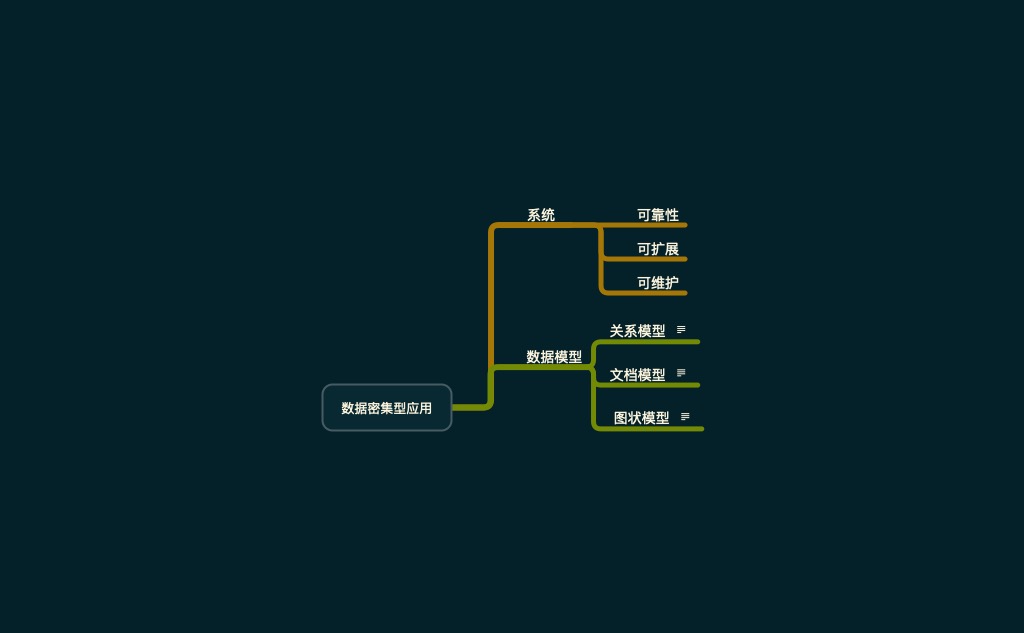 系统
可靠性
可扩展
可维护
数据模型
关系模型
文档模型
图状模型
数据密集型应用